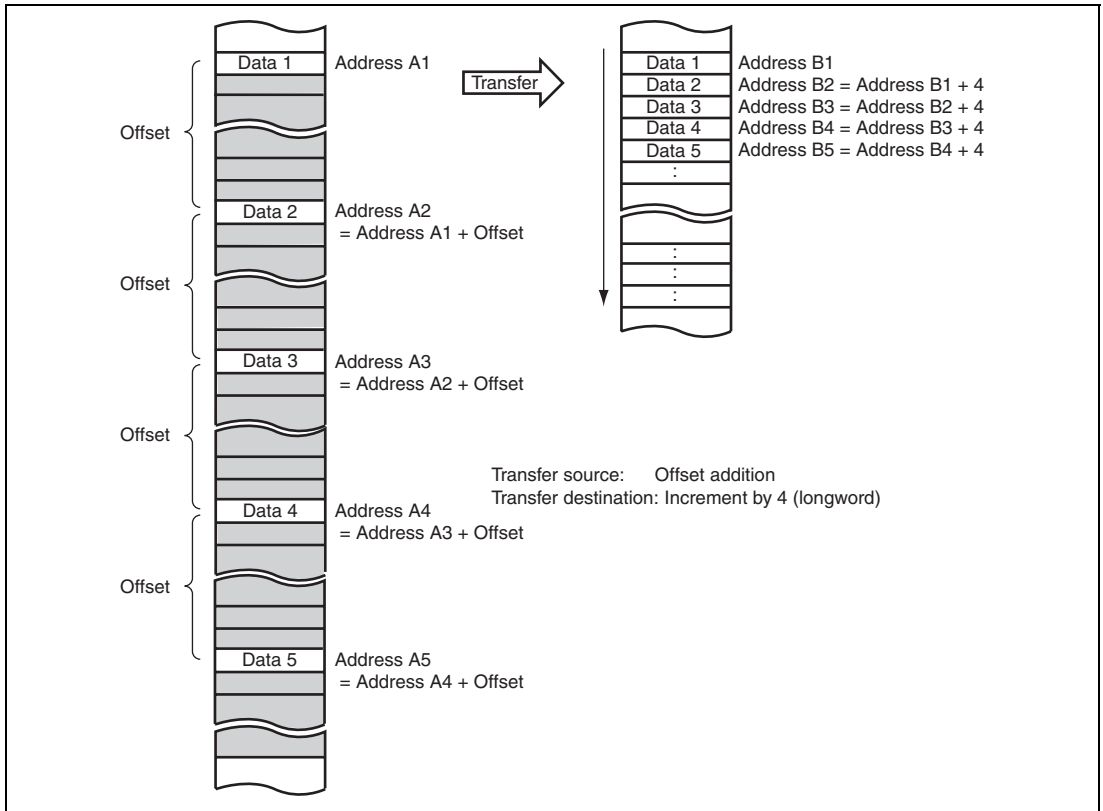 Data 1 Address A1
Transfer
Data 1 Address B1
Data 2 Address B2 = Address B1 + 4
Data 3 Address B3 = Address B2 + 4
Data 4 Address B4 = Address B3 + 4
Data 5 Address B5 = Address B4 + 4
:
:
:
:
Offset
Data 2 Address A2
= Address A1 + Offset
Offset
Data 3 Address A3
= Address A2 + Offset
Offset
Transfer source: Offset addition
Transfer destination: Increment by 4 (longword)
Data 4 Address A4
= Address A3 + Offset
Offset
Data 5 Address A5
= Address A4 + Offset